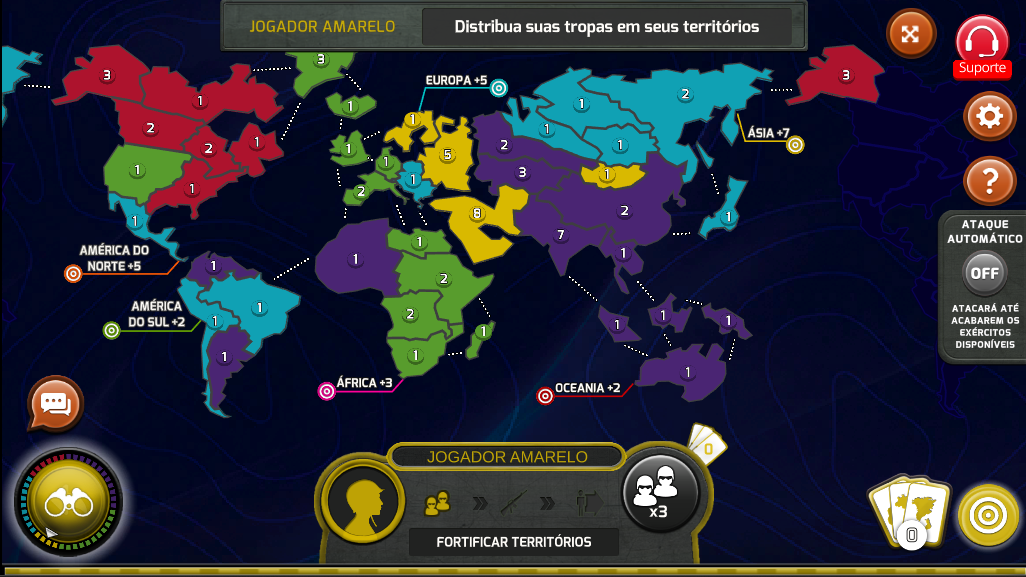 JOGADOR AMARELO
Distribua suas tropas em seus territórios
Suporte
EUROPA +5
ÁSIA +7
ATAQUE
AUTOMÁTICO
OFF
ATACARÁ ATÉ
ACABAREM OS
EXÉRCITOS
DISPONÍVEIS
AMÉRICA DO
NORTE +5
AMÉRICA
DO SUL +2
ÁFRICA +3
OCEANIA +2
3
1
2
2
1
1
1
1
3
1
1
1
2
1
1
5
8
1
2
3
1
1
2
1
1
2
7
1
1
3
1
1
1
1
1
1
1
1
2
2
1
1
1
1
1
JOGADOR AMARELO
0
x3
FORTIFICAR TERRITÓRIOS
0
?